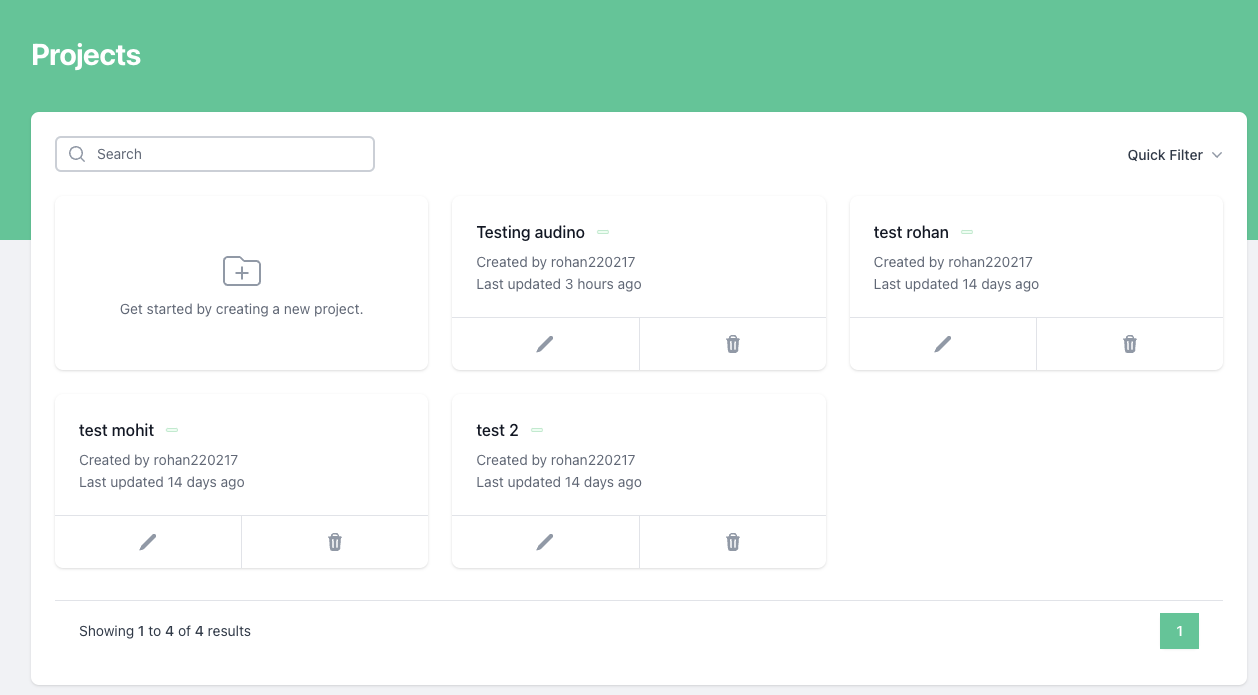 Projects
Search
Quick Filter
Get started by creating a new project.
Testing audino
Created by rohan220217
Last updated 3 hours ago
test rohan
Created by rohan220217
Last updated 14 days ago
test mohit
Created by rohan220217
Last updated 14 days ago
test 2
Created by rohan220217
Last updated 14 days ago
Showing 1 to 4 of 4 results
1